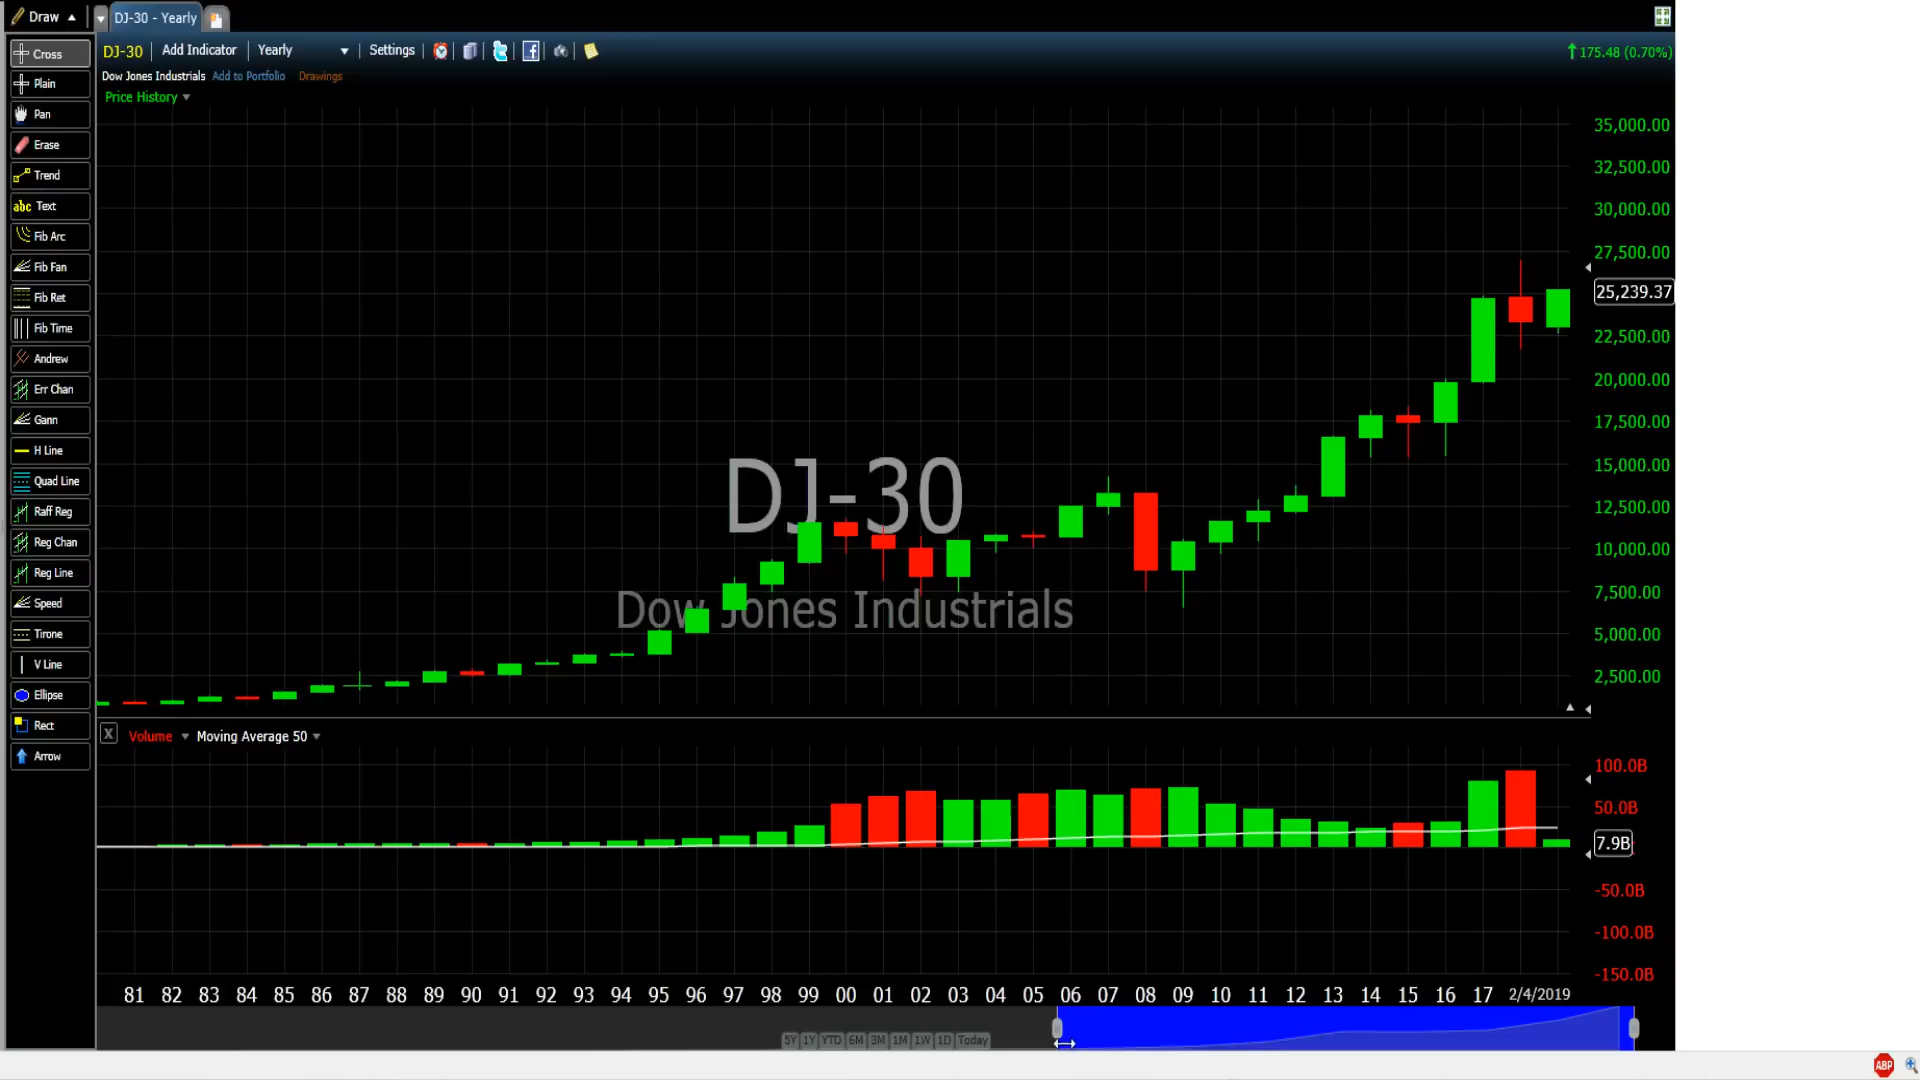 Draw
DJ-30 - Yearly
DJ-30 Add Indicator Yearly Settings
175.48 (0.70%)
Dow Jones Industrials Add to Portfolio Drawings
Price History
Cross
Plain
Pan
Erase
Trend
abc Text
Fib Arc
Fib Fan
Fib Ret
Fib Time
Andrew
Err Chan
Gann
H Line
Quad Line
Raff Reg
Reg Chan
Reg Line
Speed
Tirone
V Line
Ellipse
Rect
Arrow
DJ-30
Dow Jones Industrials
35,000.00
32,500.00
30,000.00
27,500.00
25,239.37
22,500.00
20,000.00
17,500.00
15,000.00
12,500.00
10,000.00
7,500.00
5,000.00
2,500.00
X Volume Moving Average 50
100.0B
50.0B
7.9B
-50.0B
-100.0B
-150.0B
81 82 83 84 85 86 87 88 89 90 91 92 93 94 95 96 97 98 99 00 01 02 03 04 05 06 07 08 09 10 11 12 13 14 15 16 17 2/4/2019
5Y 1Y YTD 6M 3M 1M 1W 1D Today
ABP